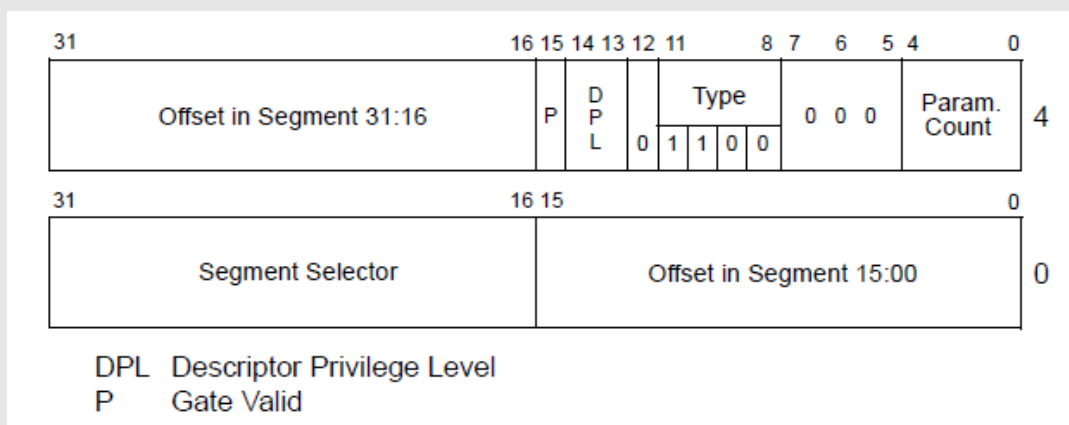 31 16 15 14 13 12 11 8 7 6 5 4 0
Offset in Segment 31:16 P D P L 0 Type 1 1 0 0 0 0 0 Param. Count 4
31 16 15 0
Segment Selector Offset in Segment 15:00 0
DPL Descriptor Privilege Level
P Gate Valid